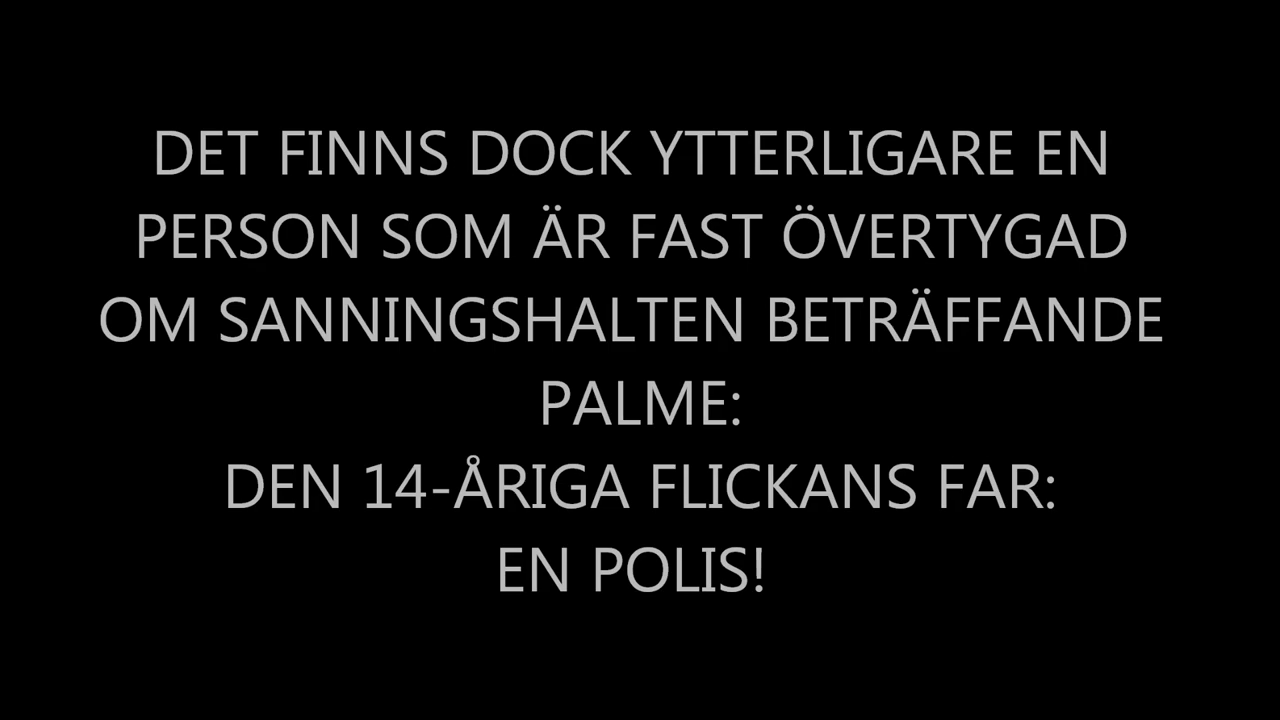 DET FINNS DOCK YTTERLIGARE EN
PERSON SOM ÄR FAST ÖVERTYGAD
OM SANNINGSHALTEN BETRÄFFANDE
PALME:
DEN 14-ÅRIGA FLICKANS FAR:
EN POLIS!